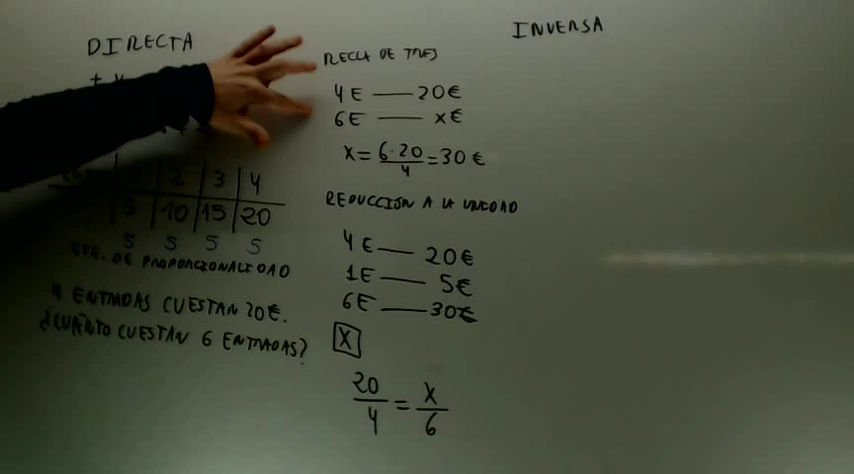 DIRECTA
+
2 3 4
5 10 15 20
5 5 5 5
CTE. DE PROPORCIONALIDAD
4 ENTRADAS CUESTAN 20€.
¿CUÁNTO CUESTAN 6 ENTRADAS?
REGLA DE TRES
4E — 20€
6E — x€
X = 6·20/4 = 30€
REDUCCIÓN A LA UNIDAD
4E — 20€
1E — 5€
6E — 30€
X
20/4 = X/6
INVERSA